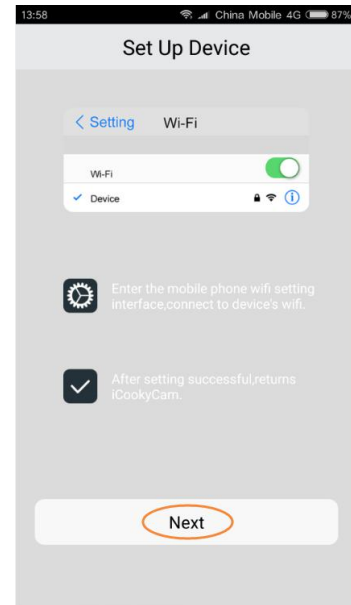 13:58 China Mobile 4G 87%
Set Up Device
Setting Wi-Fi
Wi-Fi
Device
Enter the mobile phone wifi setting
interface,connect to device's wifi.
After setting successful,returns
iCookyCam.
Next